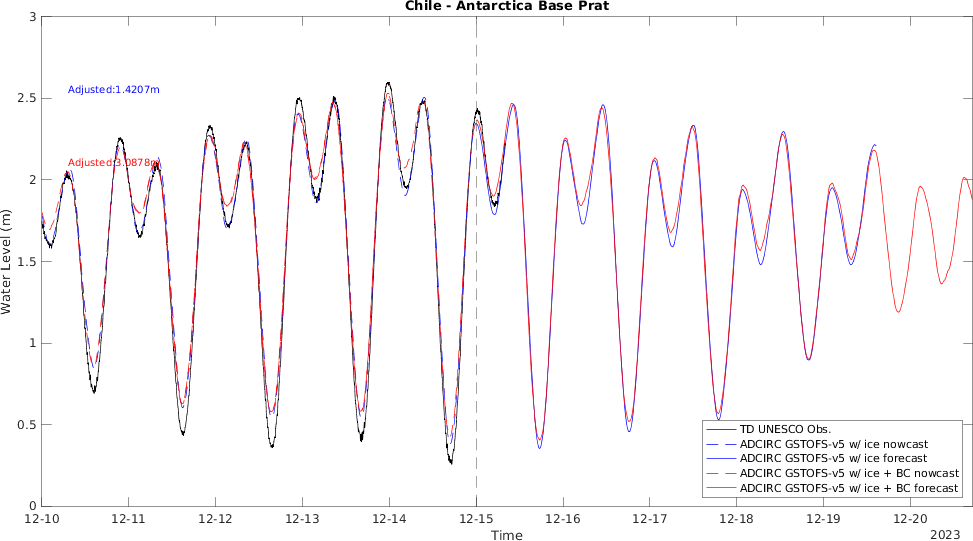 Chile - Antarctica Base Prat
3
2.5
2
1.5
1
0.5
0
Water Level (m)
Adjusted:1.4207m
Adjusted:3.0878m
TD UNESCO Obs.
ADCIRC GSTOFS-v5 w/ ice nowcast
ADCIRC GSTOFS-v5 w/ ice forecast
ADCIRC GSTOFS-v5 w/ ice + BC nowcast
ADCIRC GSTOFS-v5 w/ ice + BC forecast
12-10 12-11 12-12 12-13 12-14 12-15 12-16 12-17 12-18 12-19 12-20
Time
2023